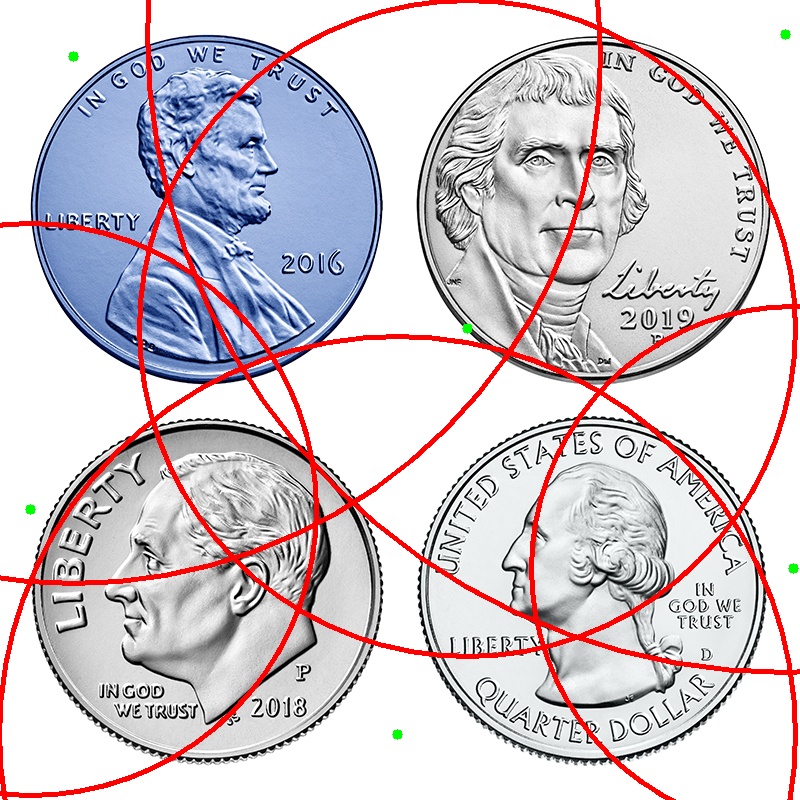 IN GOD WE TRUST
LIBERTY
2016
IN GOD WE TRUST
Liberty
2019
P
LIBERTY
IN GOD
WE TRUST
P
2018
UNITED STATES OF AMERICA
IN
GOD WE
TRUST
LIBERTY
D
QUARTER DOLLAR